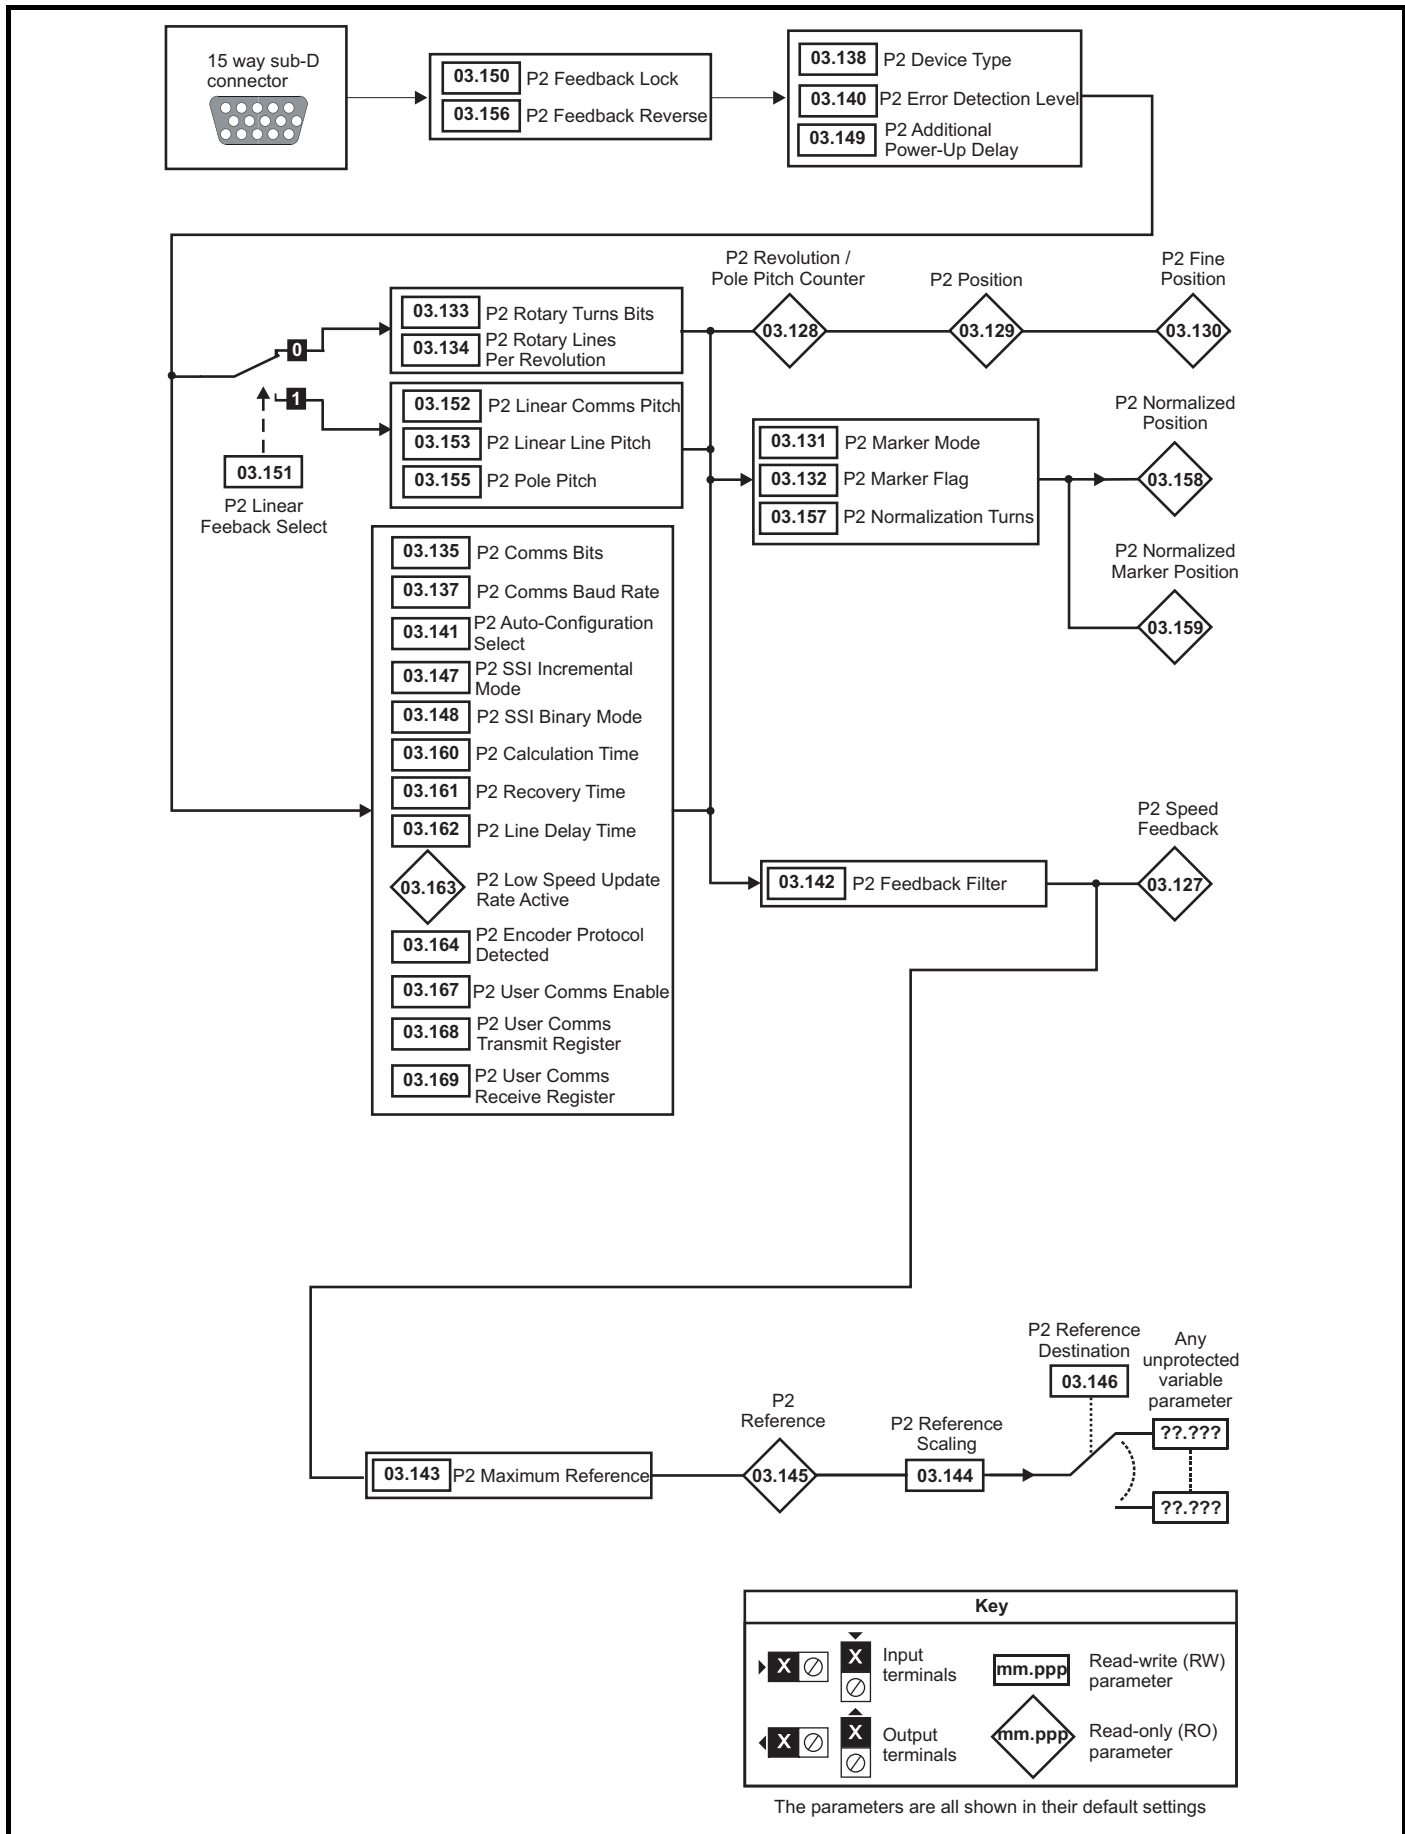 15 way sub-D
connector
03.150 P2 Feedback Lock
03.156 P2 Feedback Reverse
03.138 P2 Device Type
03.140 P2 Error Detection Level
03.149 P2 Additional
Power-Up Delay
P2 Revolution /
Pole Pitch Counter
03.128
P2 Position
03.129
P2 Fine
Position
03.130
0
1
03.151
P2 Linear
Feeback Select
03.133 P2 Rotary Turns Bits
03.134 P2 Rotary Lines
Per Revolution
03.152 P2 Linear Comms Pitch
03.153 P2 Linear Line Pitch
03.155 P2 Pole Pitch
03.131 P2 Marker Mode
03.132 P2 Marker Flag
03.157 P2 Normalization Turns
P2 Normalized
Position
03.158
P2 Normalized
Marker Position
03.159
03.135 P2 Comms Bits
03.137 P2 Comms Baud Rate
03.141 P2 Auto-Configuration
Select
03.147 P2 SSI Incremental
Mode
03.148 P2 SSI Binary Mode
03.160 P2 Calculation Time
03.161 P2 Recovery Time
03.162 P2 Line Delay Time
03.163 P2 Low Speed Update
Rate Active
03.164 P2 Encoder Protocol
Detected
03.167 P2 User Comms Enable
03.168 P2 User Comms
Transmit Register
03.169 P2 User Comms
Receive Register
03.142 P2 Feedback Filter
P2 Speed
Feedback
03.127
03.143 P2 Maximum Reference
P2
Reference
03.145
P2 Reference
Scaling
03.144
P2 Reference
Destination
03.146
Any
unprotected
variable
parameter
??.???
??.???
Key
X X Input
terminals
mm.ppp Read-write (RW)
parameter
X X Output
terminals
mm.ppp Read-only (RO)
parameter
The parameters are all shown in their default settings